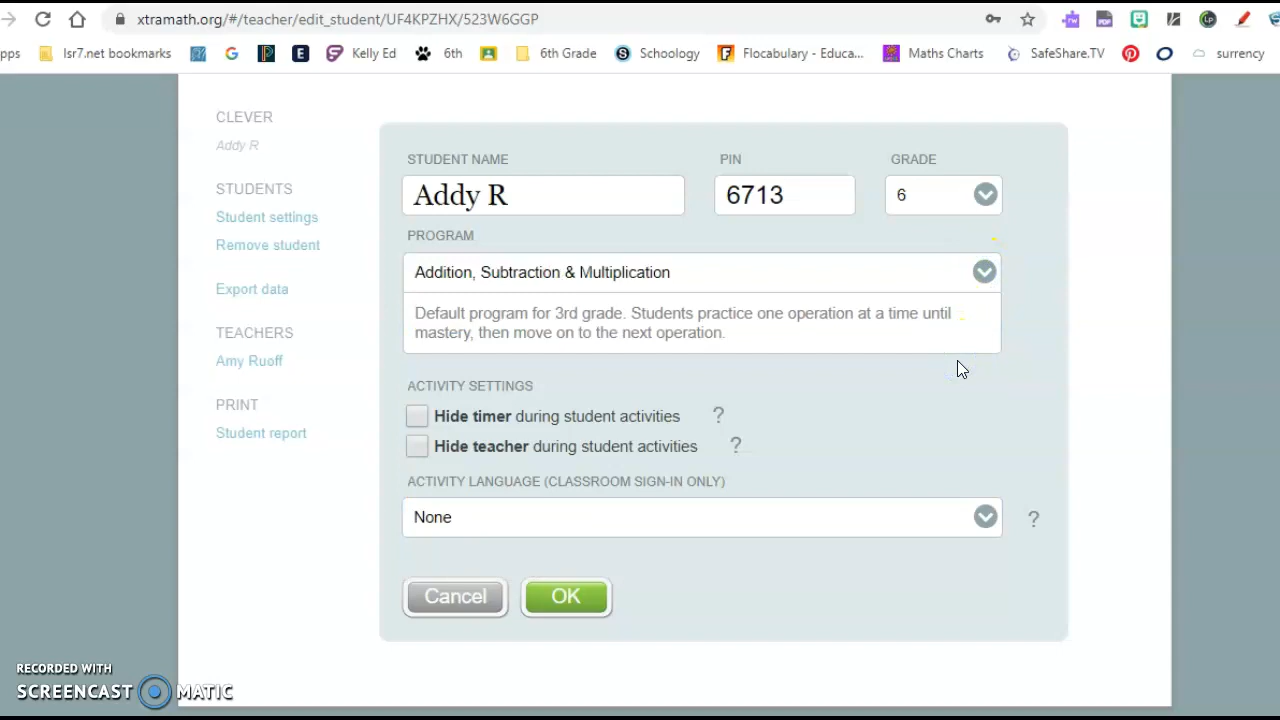 xtramath.org/#/teacher/edit_student/UF4KPZHX/523W6GGP
pps lsr7.net bookmarks G P E Kelly Ed 6th 6th Grade S Schoology Flocabulary - Educa... Maths Charts SafeShare.TV surrency
CLEVER
Addy R
STUDENTS
Student settings
Remove student
Export data
TEACHERS
Amy Ruoff
PRINT
Student report
STUDENT NAME PIN GRADE
Addy R 6713 6
PROGRAM
Addition, Subtraction & Multiplication
Default program for 3rd grade. Students practice one operation at a time until
mastery, then move on to the next operation.
ACTIVITY SETTINGS
Hide timer during student activities ?
Hide teacher during student activities ?
ACTIVITY LANGUAGE (CLASSROOM SIGN-IN ONLY)
None ?
Cancel OK
RECORDED WITH
SCREENCAST MATIC